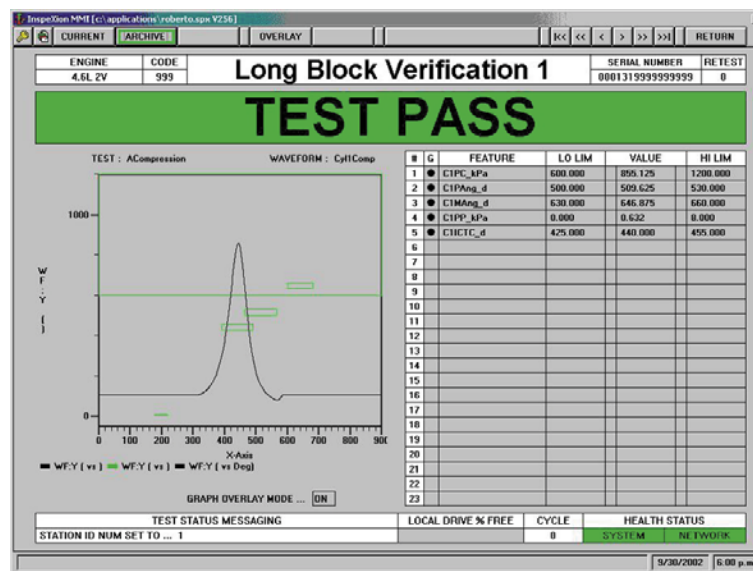 InspeXion MMI [c:\applications\roberto.spx V256]
CURRENT ARCHIVE! OVERLAY |<< << < > >> >>| RETURN
ENGINE CODE Long Block Verification 1 SERIAL NUMBER RETEST
4.6L 2V 999 0001319999999999 0
TEST PASS
TEST : ACompression WAVEFORM : Cyl1Comp
# G FEATURE LO LIM VALUE HI LIM
1 C1PC_kPa 600.000 855.125 1200.000
2 C1PAng_d 500.000 509.625 530.000
3 C1MAng_d 630.000 646.875 660.000
4 C1PP_kPa 0.000 0.632 8.000
5 C1ICTC_d 425.000 440.000 455.000
6
7
8
9
10
11
12
13
14
15
16
17
18
19
20
21
22
23
1000
WF:Y ( )
0
0 100 200 300 400 500 600 700 800 900
X-Axis
WF:Y ( vs ) WF:Y ( vs ) WF:Y ( vs Deg)
GRAPH OVERLAY MODE ... ON
TEST STATUS MESSAGING LOCAL DRIVE % FREE CYCLE HEALTH STATUS
STATION ID NUM SET TO ... 1 0 SYSTEM NETWORK
9/30/2002 6:00 p.m